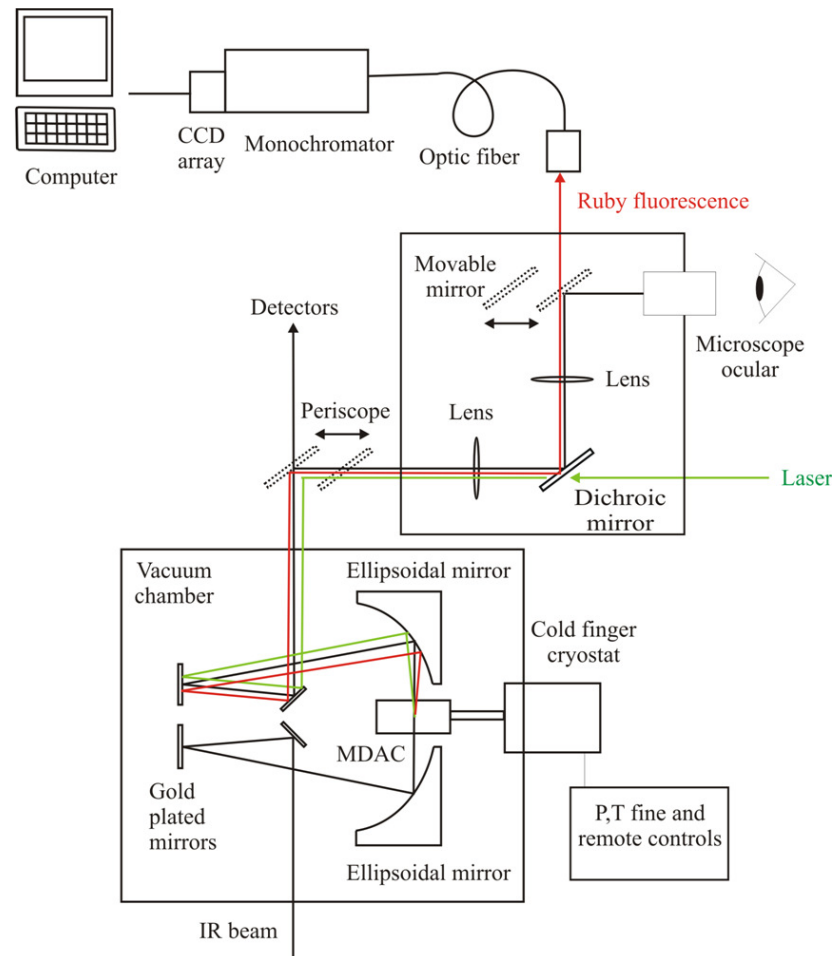 Computer
CCD
array
Monochromator
Optic fiber
Ruby fluorescence
Movable
mirror
Detectors
Microscope
ocular
Lens
Lens
Periscope
Laser
Dichroic
mirror
Vacuum
chamber
Ellipsoidal mirror
Cold finger
cryostat
MDAC
Gold
plated
mirrors
P,T fine and
remote controls
Ellipsoidal mirror
IR beam